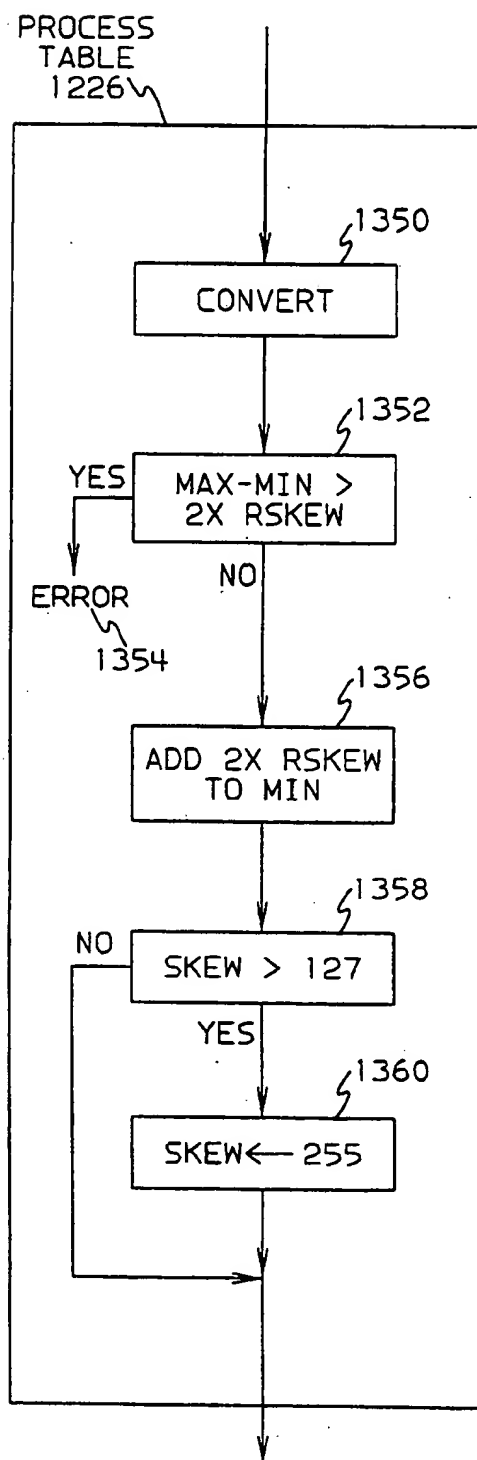 PROCESS
TABLE
1226
1350
CONVERT
1352
YES
MAX-MIN >
2X RSKEW
NO
ERROR
1354
1356
ADD 2X RSKEW
TO MIN
1358
NO
SKEW > 127
YES
1360
SKEW ← 255